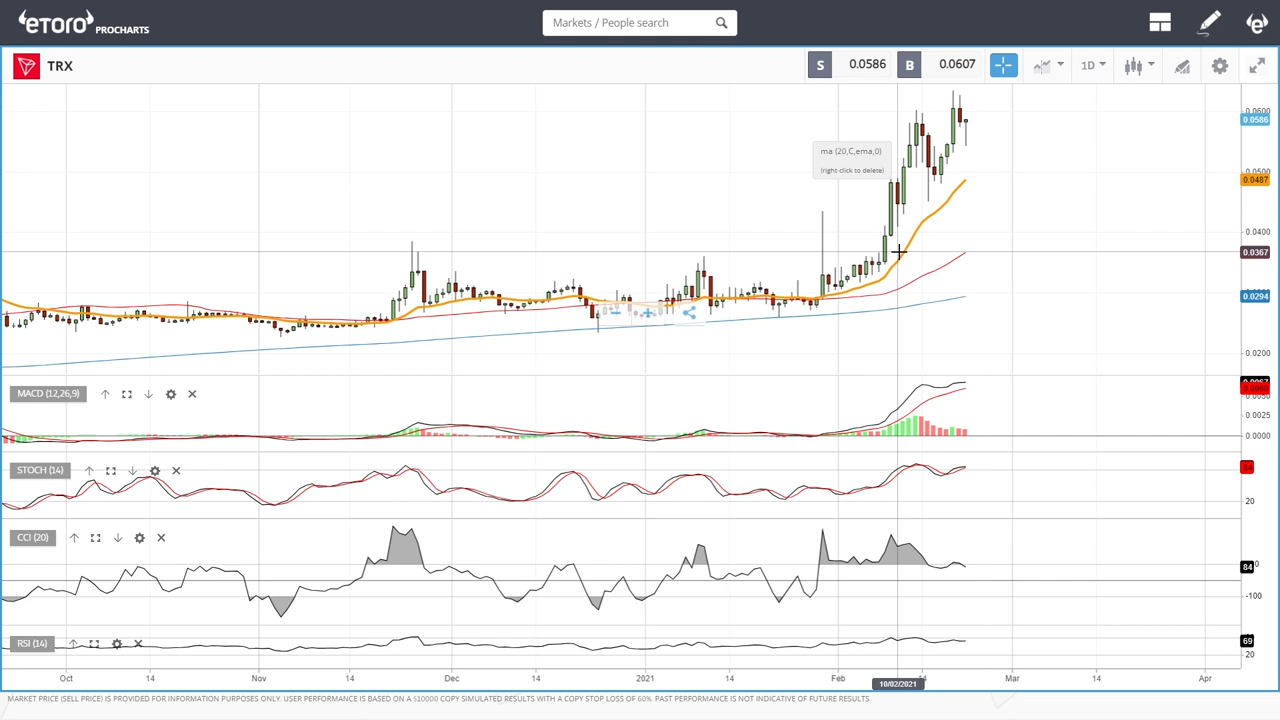 eToro PROCHARTS
Markets / People search
TRX
S 0.0586 B 0.0607
1D
ma (20,C,ema,0)
(right click to delete)
0.0600
0.0586
0.0500
0.0487
0.0400
0.0367
0.0294
0.0200
MACD (12,26,9)
0.0025
0.0000
STOCH (14)
20
CCI (20)
84
-100
RSI (14)
69
20
Oct 14 Nov 14 Dec 14 2021 14 Feb 14 Mar 14 Apr
10/02/2021
MARKET PRICE (SELL PRICE) IS PROVIDED FOR INFORMATION PURPOSES ONLY. USER PERFORMANCE IS BASED ON A $10000 COPY SIMULATED RESULTS WITH A COPY STOP LOSS OF 60%. PAST PERFORMANCE IS NOT INDICATIVE OF FUTURE RESULTS.